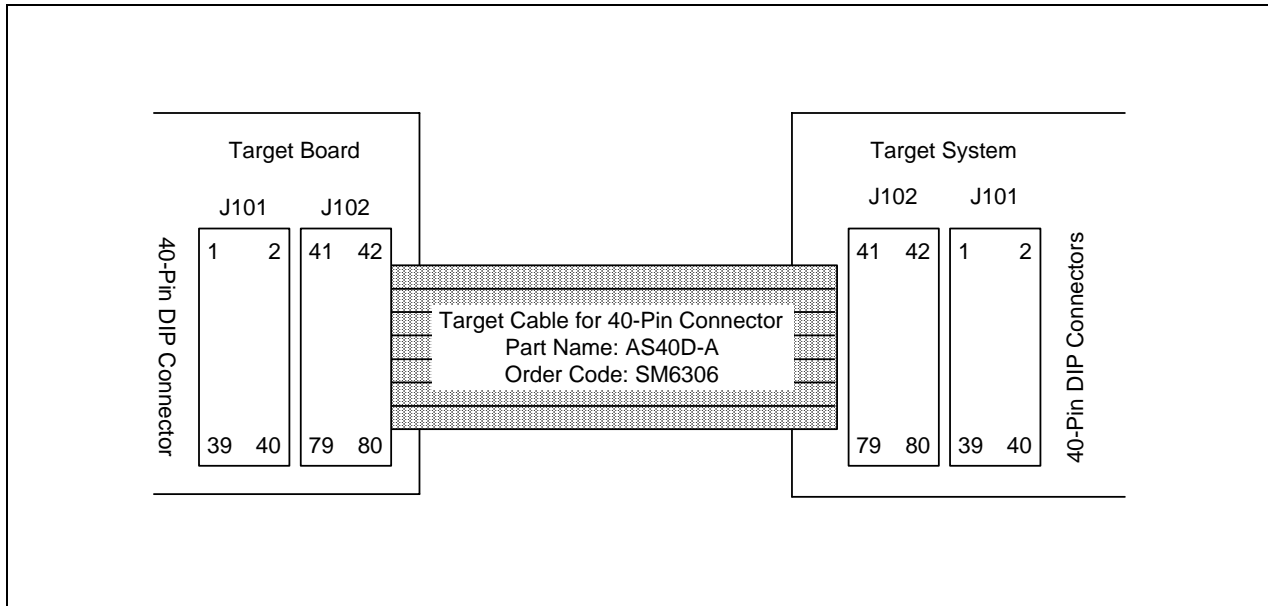 Target Board
J101 J102
1 2 41 42
39 40 79 80
40-Pin DIP Connector
Target Cable for 40-Pin Connector
Part Name: AS40D-A
Order Code: SM6306
Target System
J102 J101
41 42 1 2
79 80 39 40
40-Pin DIP Connectors